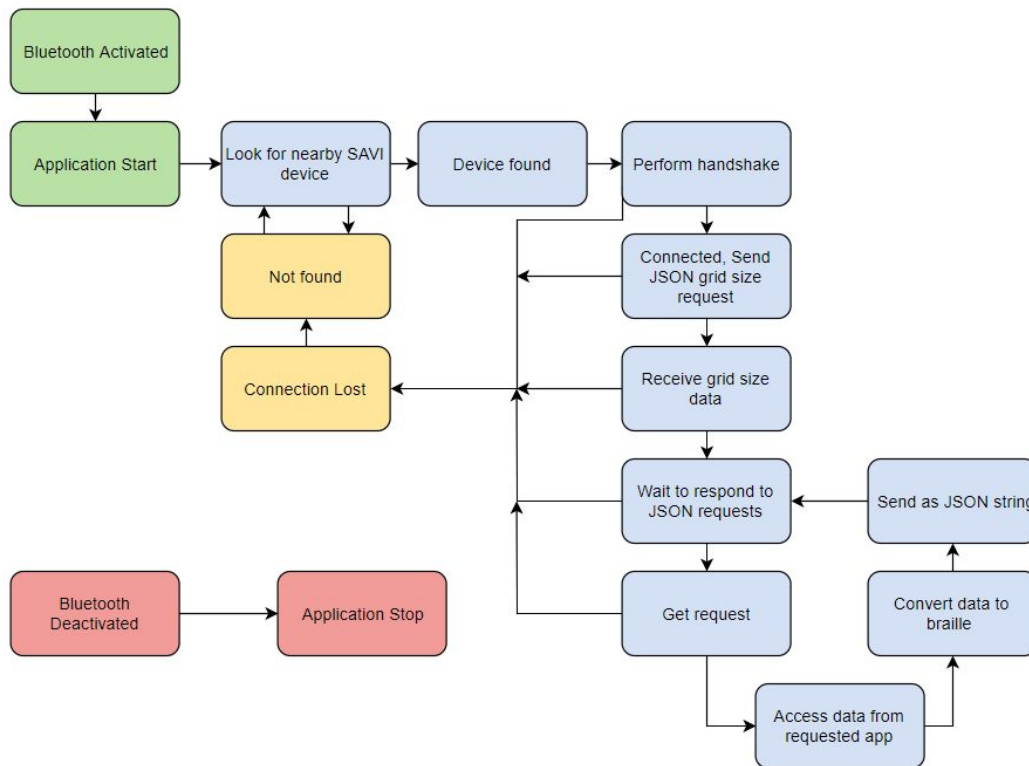 Bluetooth Activated
Application Start
Look for nearby SAVI
device
Device found
Perform handshake
Not found
Connected, Send
JSON grid size
request
Connection Lost
Receive grid size
data
Wait to respond to
JSON requests
Send as JSON string
Bluetooth
Deactivated
Application Stop
Get request
Convert data to
braille
Access data from
requested app